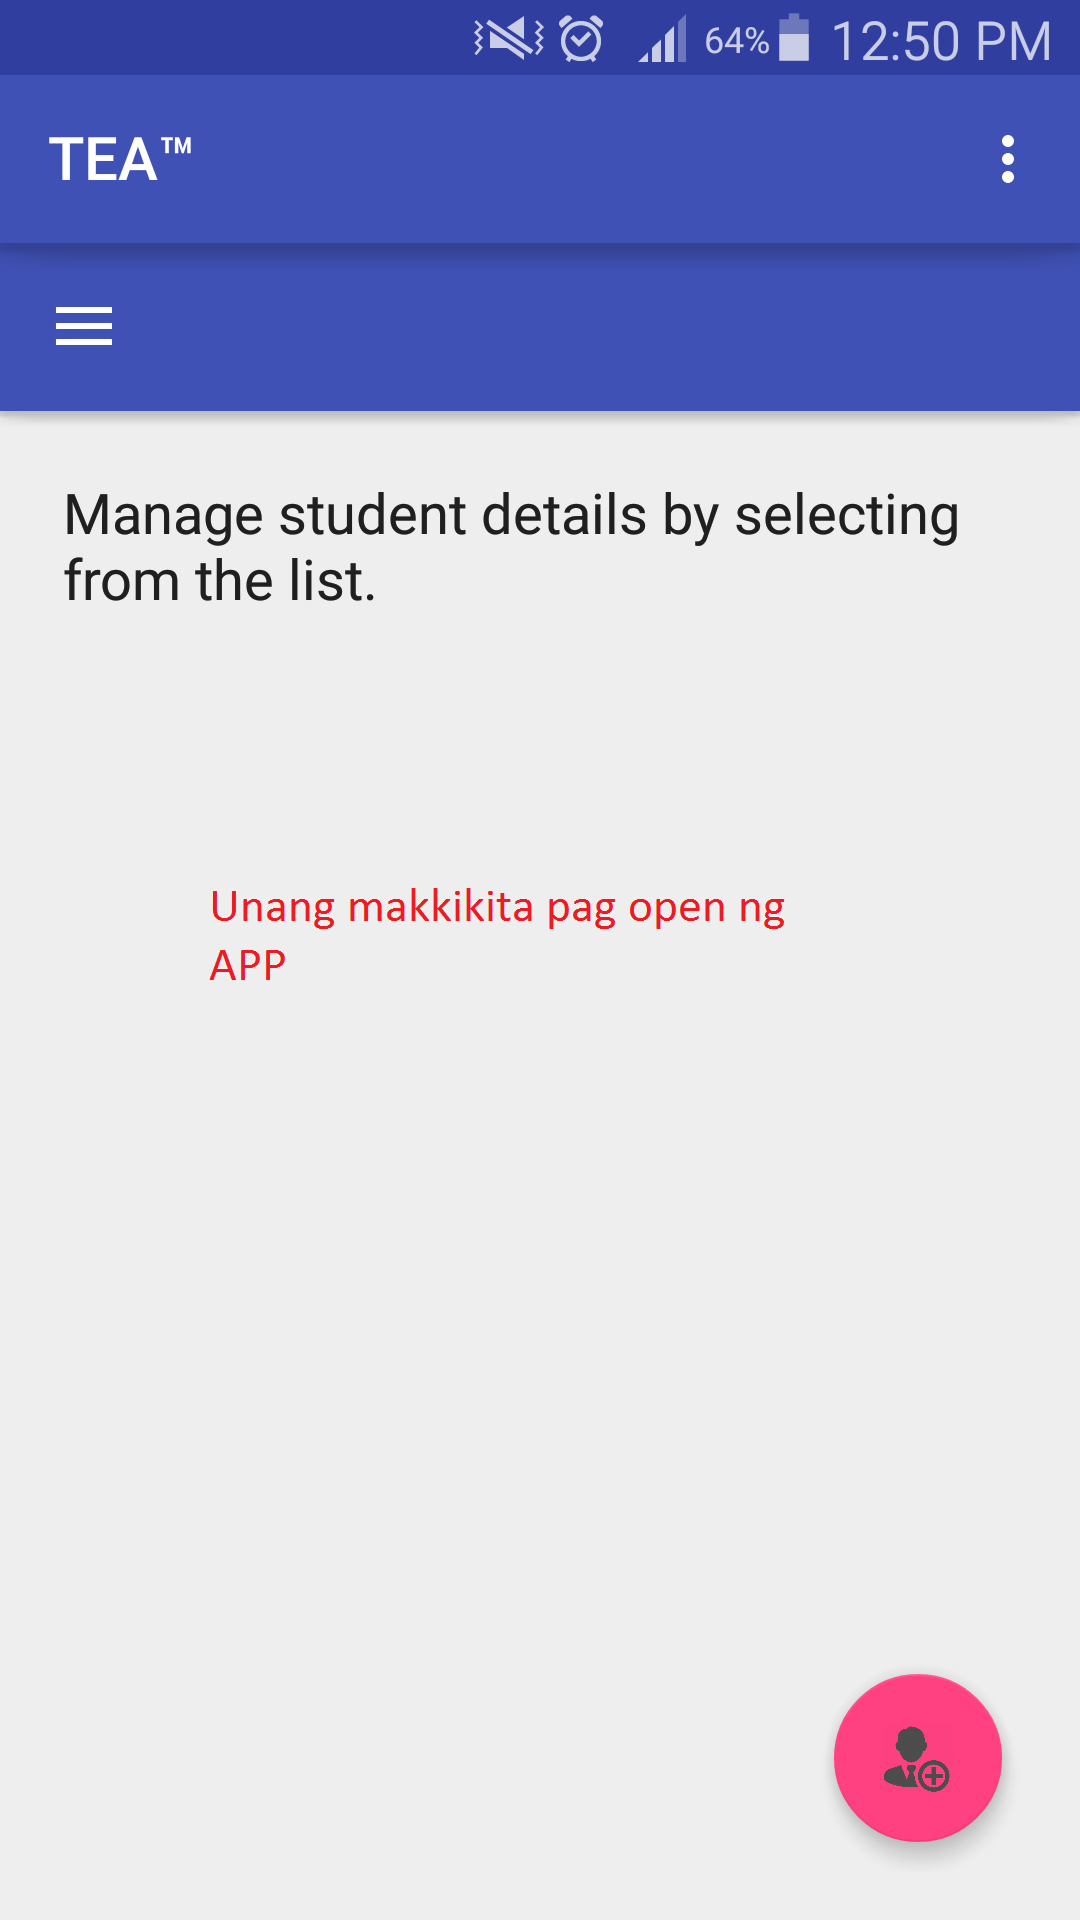 64% 12:50 PM
TEA™
Manage student details by selecting
from the list.
Unang makkikita pag open ng
APP